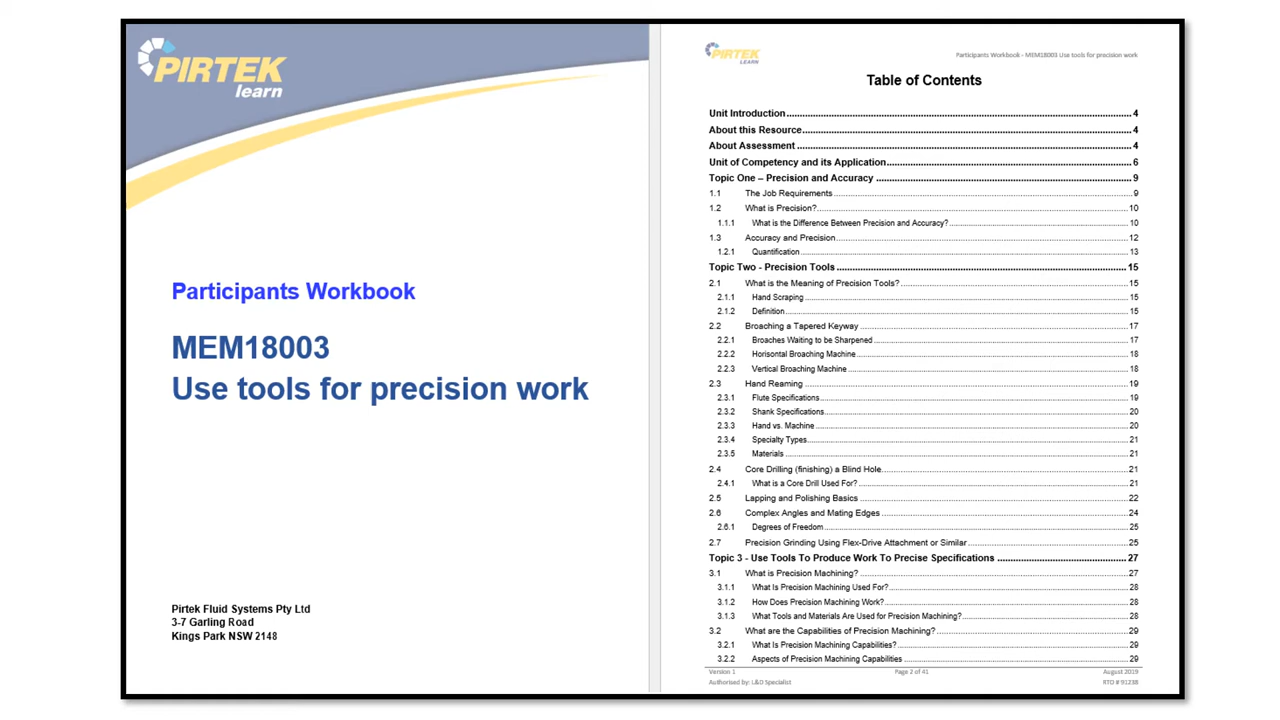 PIRTEK
learn
Participants Workbook
MEM18003
Use tools for precision work
Pirtek Fluid Systems Pty Ltd
3-7 Garling Road
Kings Park NSW 2148
PIRTEK
LEARN
Participants Workbook - MEM18003 Use tools for precision work
Table of Contents
Unit Introduction 4
About this Resource 4
About Assessment 4
Unit of Competency and its Application 6
Topic One – Precision and Accuracy 9
1.1 The Job Requirements 9
1.2 What is Precision? 10
1.1.1 What is the Difference Between Precision and Accuracy? 10
1.3 Accuracy and Precision 12
1.2.1 Quantification 13
Topic Two - Precision Tools 15
2.1 What is the Meaning of Precision Tools? 15
2.1.1 Hand Scraping 15
2.1.2 Definition 15
2.2 Broaching a Tapered Keyway 17
2.2.1 Broaches Waiting to be Sharpened 17
2.2.2 Horisontal Broaching Machine 18
2.2.3 Vertical Broaching Machine 18
2.3 Hand Reaming 19
2.3.1 Flute Specifications 19
2.3.2 Shank Specifications 20
2.3.3 Hand vs. Machine 20
2.3.4 Specialty Types 21
2.3.5 Materials 21
2.4 Core Drilling (finishing) a Blind Hole 21
2.4.1 What is a Core Drill Used For? 21
2.5 Lapping and Polishing Basics 22
2.6 Complex Angles and Mating Edges 24
2.6.1 Degrees of Freedom 25
2.7 Precision Grinding Using Flex-Drive Attachment or Similar 25
Topic 3 - Use Tools To Produce Work To Precise Specifications 27
3.1 What is Precision Machining? 27
3.1.1 What Is Precision Machining Used For? 28
3.1.2 How Does Precision Machining Work? 28
3.1.3 What Tools and Materials Are Used for Precision Machining? 28
3.2 What are the Capabilities of Precision Machining? 29
3.2.1 What Is Precision Machining Capabilities? 29
3.2.2 Aspects of Precision Machining Capabilities 29
Version 1 Page 2 of 41 August 2019
Authorised by: L&D Specialist RTO # 91238